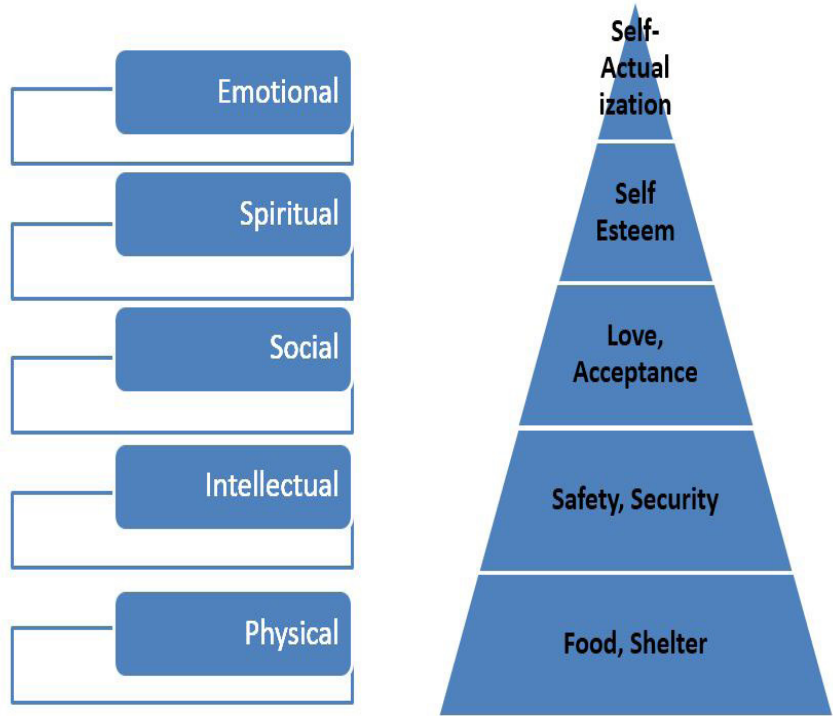 Emotional
Spiritual
Social
Intellectual
Physical
Self-
Actual
ization
Self
Esteem
Love,
Acceptance
Safety, Security
Food, Shelter